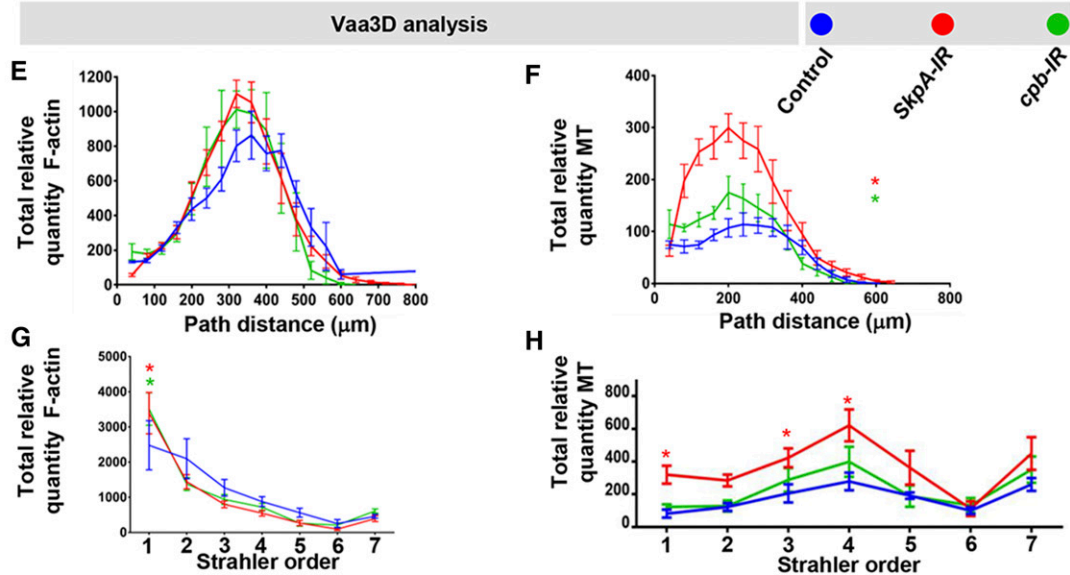 Vaa3D analysis
Control
SkpA-IR
cpb-IR
E
Total relative
quantity F-actin
1200
1000
800
600
400
200
0
0 100 200 300 400 500 600 700 800
Path distance (μm)
F
Total relative
quantity MT
400
300
200
100
0
0 200 400 600 800
Path distance (μm)
*
*
G
Total relative
quantity F-actin
5000
4000
3000
2000
1000
0
*
*
1 2 3 4 5 6 7
Strahler order
H
Total relative
quantity MT
800
600
400
200
0
* * *
1 2 3 4 5 6 7
Strahler order